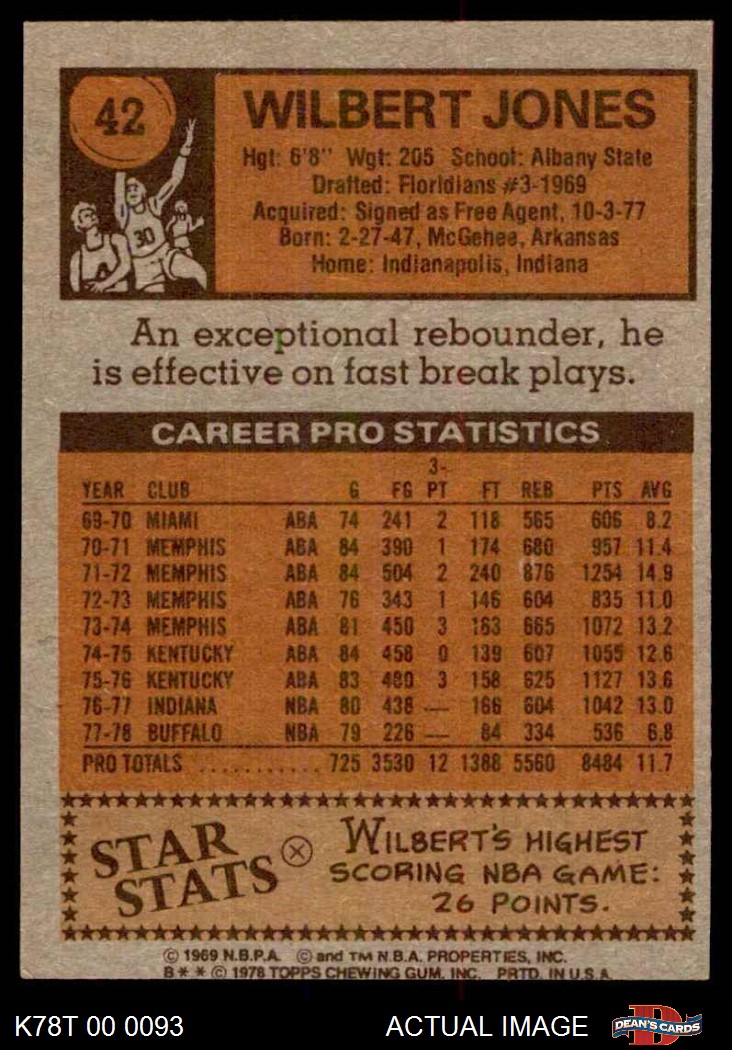 42
WILBERT JONES
Hgt: 6'8" Wgt: 205 School: Albany State
Drafted: Floridians #3-1969
Acquired: Signed as Free Agent, 10-3-77
Born: 2-27-47, McGehee, Arkansas
Home: Indianapolis, Indiana
30
An exceptional rebounder, he
is effective on fast break plays.
CAREER PRO STATISTICS
YEAR CLUB G FG 3-PT FT REB PTS AVG
69-70 MIAMI ABA 74 241 2 118 565 606 8.2
70-71 MEMPHIS ABA 84 390 1 174 680 957 11.4
71-72 MEMPHIS ABA 84 504 2 240 876 1254 14.9
72-73 MEMPHIS ABA 76 343 1 146 604 835 11.0
73-74 MEMPHIS ABA 81 450 3 163 665 1072 13.2
74-75 KENTUCKY ABA 84 458 0 139 607 1055 12.6
75-76 KENTUCKY ABA 83 480 3 158 625 1127 13.6
76-77 INDIANA NBA 80 438 — 166 604 1042 13.0
77-78 BUFFALO NBA 79 226 — 84 334 536 6.8
PRO TOTALS ............ 725 3530 12 1388 5560 8484 11.7
STAR
STATS
WILBERT'S HIGHEST
SCORING NBA GAME:
26 POINTS.
© 1969 N.B.P.A. © and TM N.B.A. PROPERTIES, INC.
B * * © 1978 TOPPS CHEWING GUM, INC. PRTD. IN U.S.A.
K78T 00 0093 ACTUAL IMAGE
D
DEAN'S CARDS